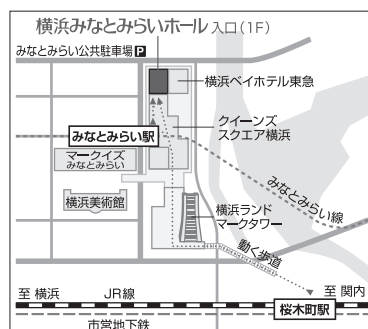 横浜みなとみらいホール 入口(1F)
みなとみらい公共駐車場 P
横浜ベイホテル東急
クイーンズ
スクエア横浜
みなとみらい駅
マークイズ
みなとみらい
みなとみらい線
横浜美術館
横浜ランド
マークタワー
動く歩道
至 横浜
JR線
至 関内
桜木町駅
市営地下鉄